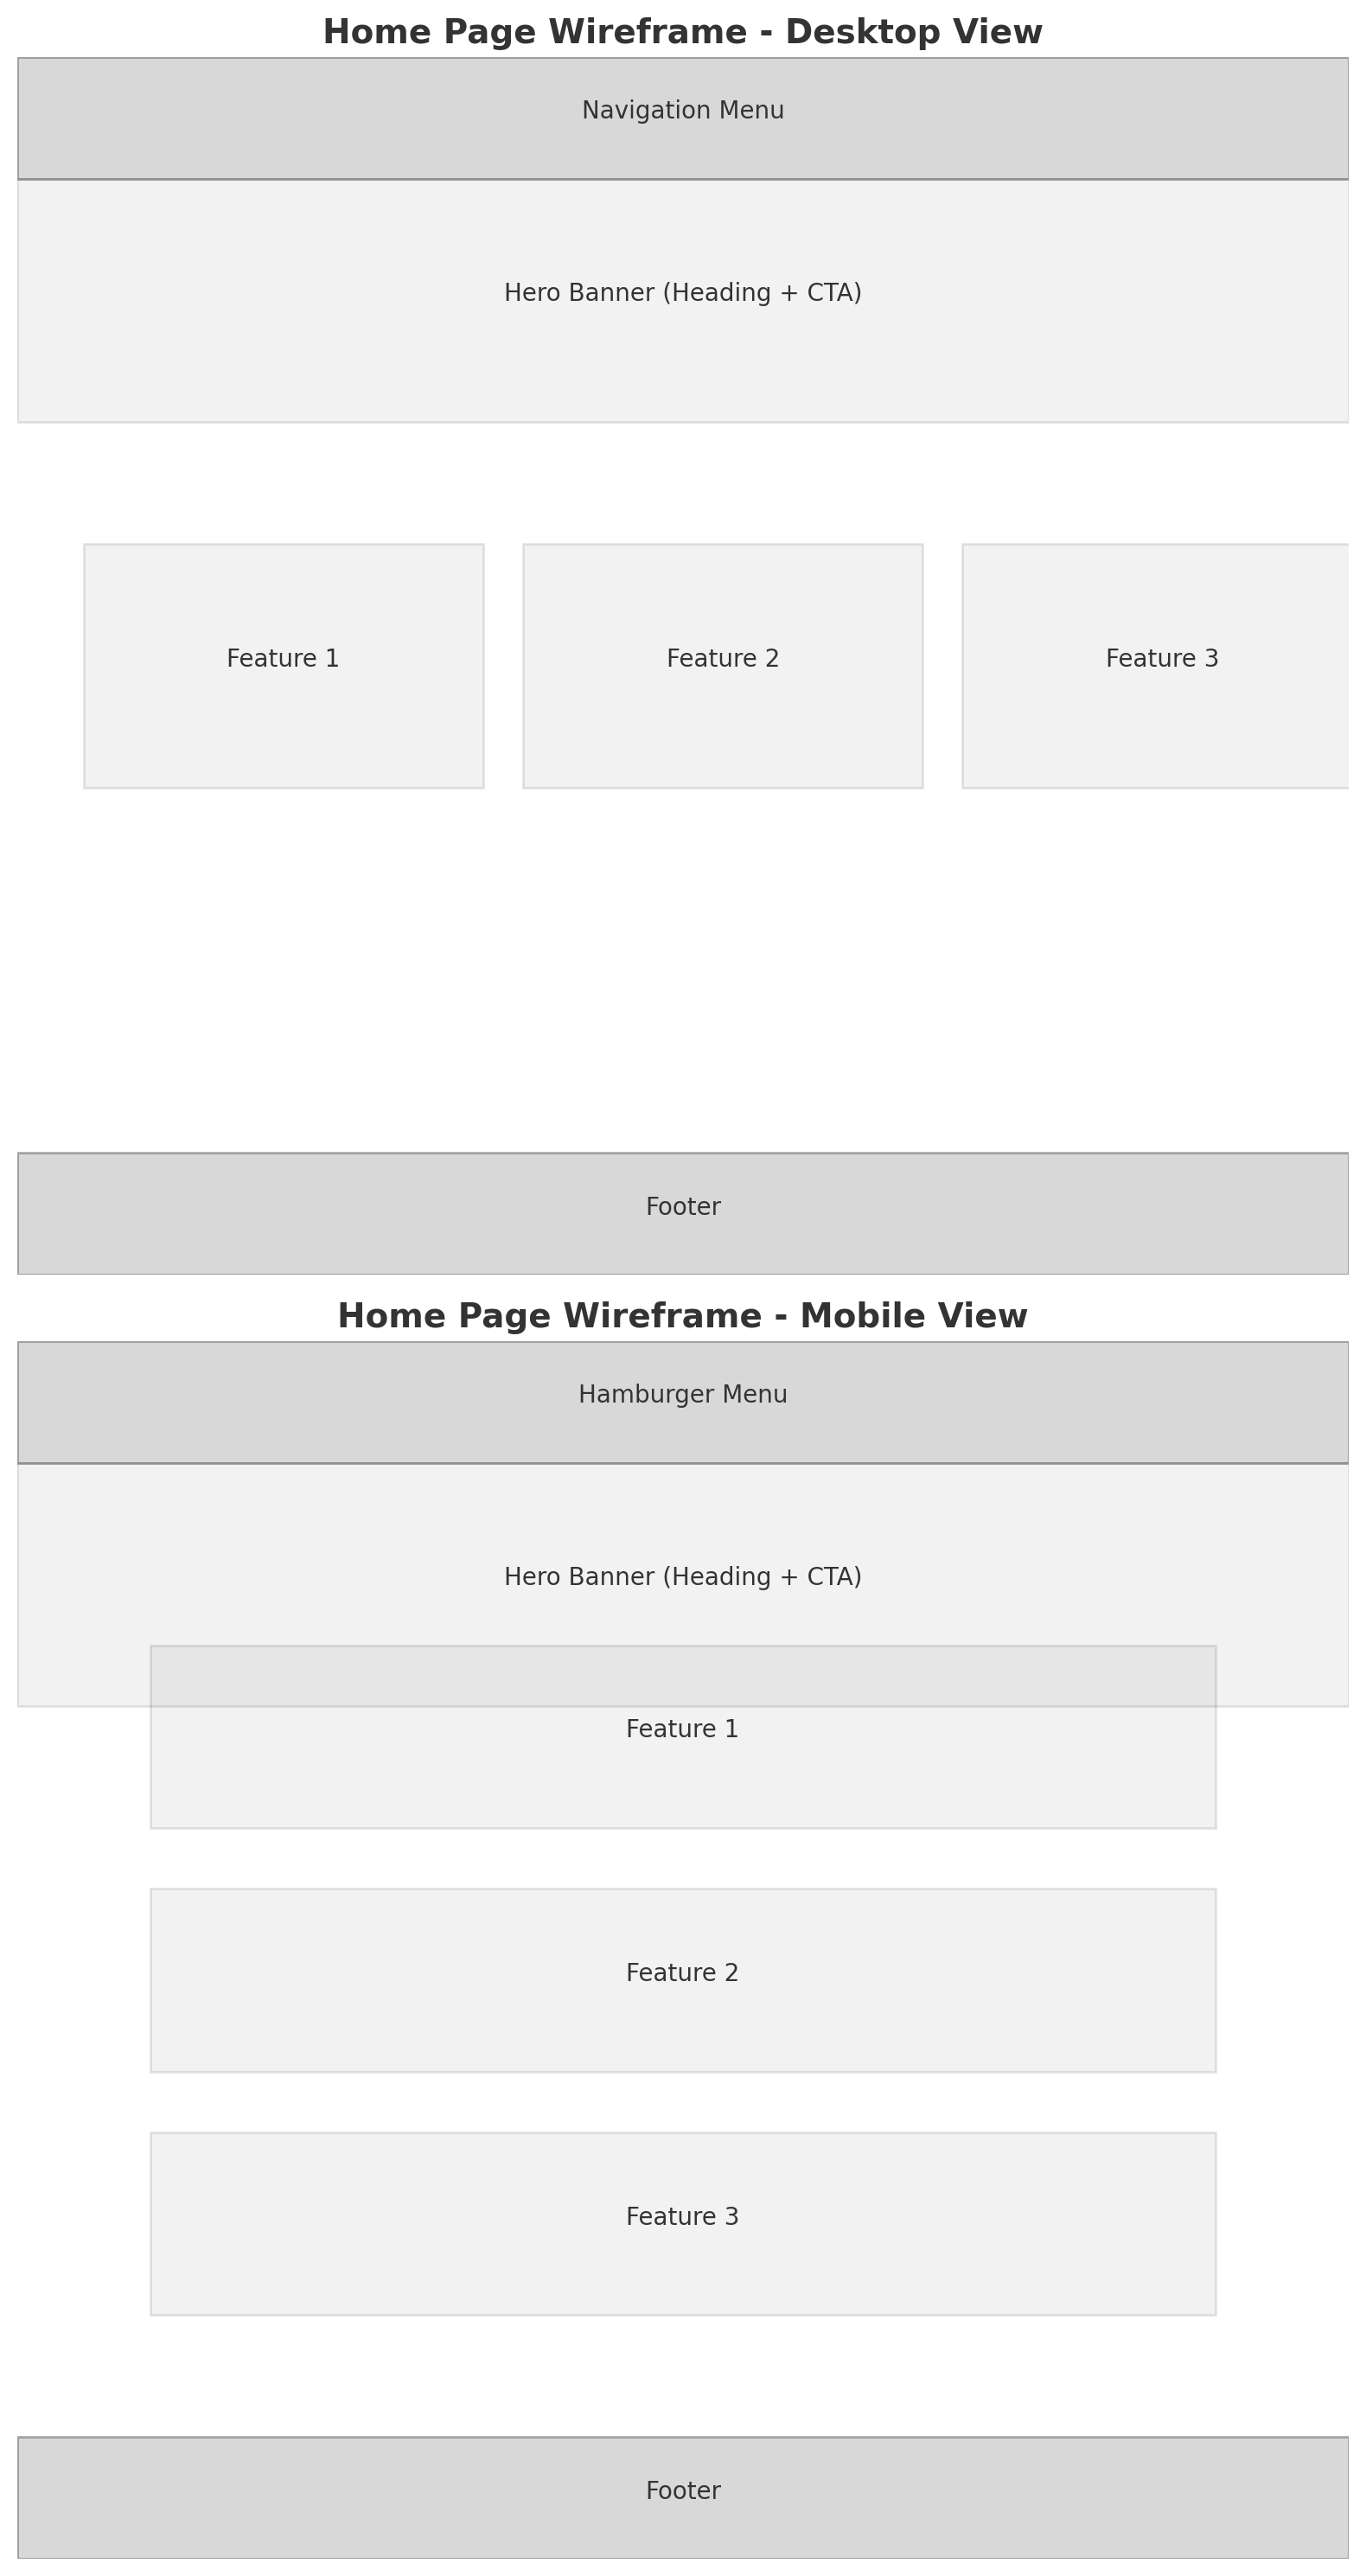 Home Page Wireframe - Desktop View
Navigation Menu
Hero Banner (Heading + CTA)
Feature 1
Feature 2
Feature 3
Footer
Home Page Wireframe - Mobile View
Hamburger Menu
Hero Banner (Heading + CTA)
Feature 1
Feature 2
Feature 3
Footer